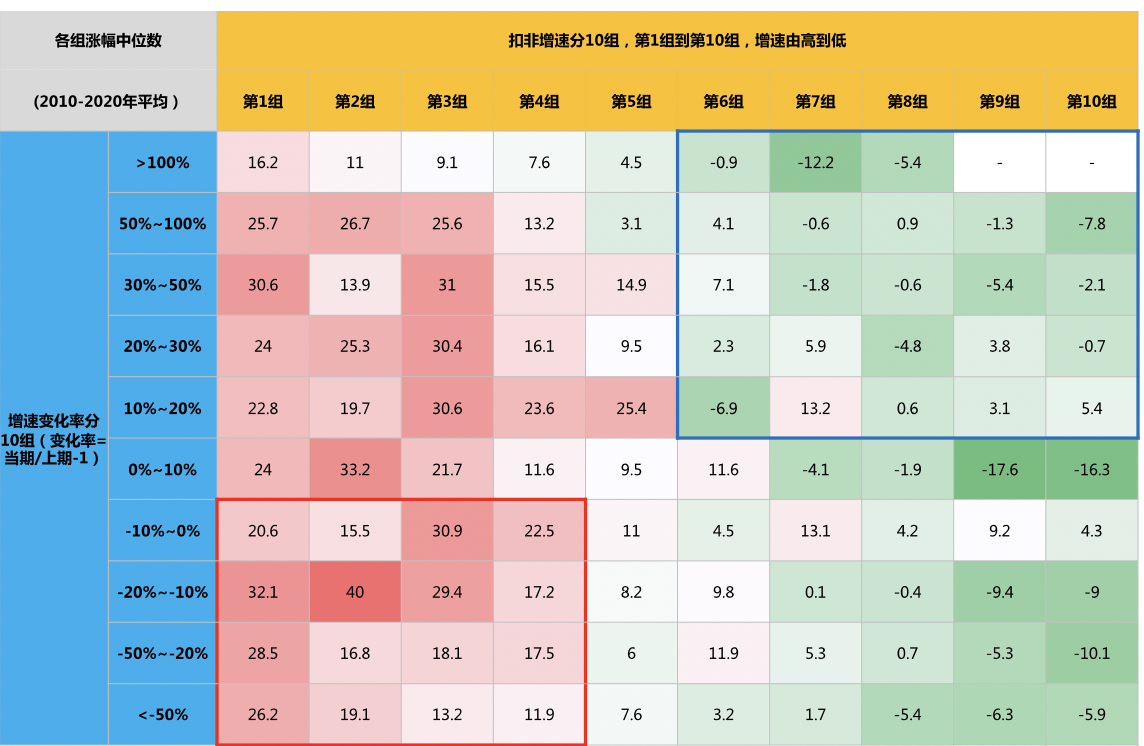 各组涨幅中位数 扣非增速分10组，第1组到第10组，增速由高到低
(2010-2020年平均） 第1组 第2组 第3组 第4组 第5组 第6组 第7组 第8组 第9组 第10组
增速变化率分
10组（变化率=
当期/上期-1）
>100% 16.2 11 9.1 7.6 4.5 -0.9 -12.2 -5.4 - -
50%~100% 25.7 26.7 25.6 13.2 3.1 4.1 -0.6 0.9 -1.3 -7.8
30%~50% 30.6 13.9 31 15.5 14.9 7.1 -1.8 -0.6 -5.4 -2.1
20%~30% 24 25.3 30.4 16.1 9.5 2.3 5.9 -4.8 3.8 -0.7
10%~20% 22.8 19.7 30.6 23.6 25.4 -6.9 13.2 0.6 3.1 5.4
0%~10% 24 33.2 21.7 11.6 9.5 11.6 -4.1 -1.9 -17.6 -16.3
-10%~0% 20.6 15.5 30.9 22.5 11 4.5 13.1 4.2 9.2 4.3
-20%~-10% 32.1 40 29.4 17.2 8.2 9.8 0.1 -0.4 -9.4 -9
-50%~-20% 28.5 16.8 18.1 17.5 6 11.9 5.3 0.7 -5.3 -10.1
<-50% 26.2 19.1 13.2 11.9 7.6 3.2 1.7 -5.4 -6.3 -5.9